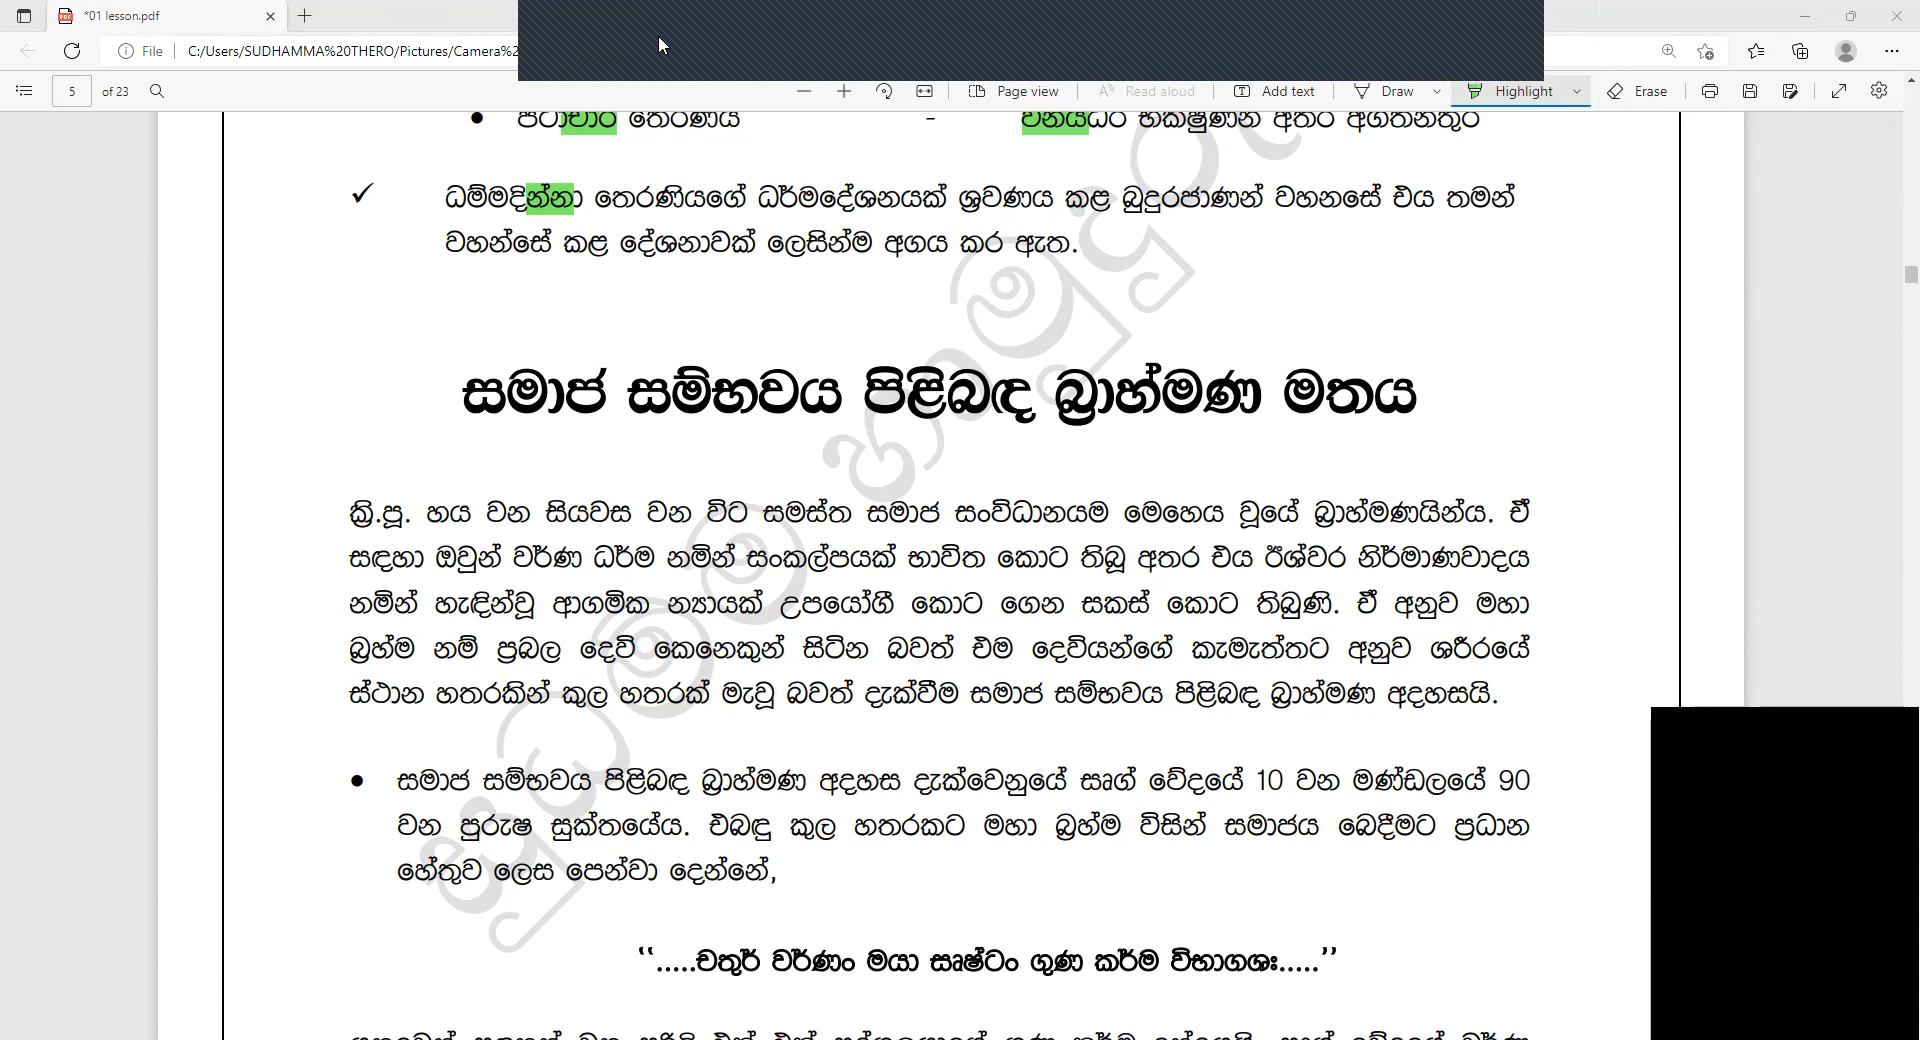 *01 lesson.pdf
File
C:/Users/SUDHAMMA%20THERO/Pictures/Camera%2
5 of 23
Page view
Read aloud
Add text
Draw
Highlight
Erase
• පටාචාරා තෙරණිය - විනයධර භික්ෂුණීන් අතර අගතනතුර
✓ ධම්මදින්නා තෙරණියගේ ධර්මදේශනයක් ශ්‍රවණය කළ බුදුරජාණන් වහනසේ එය තමන්
වහන්සේ කළ දේශනාවක් ලෙසින්ම අගය කර ඇත.
සමාජ සම්භවය පිළිබඳ බ්‍රාහ්මණ මතය
ක්‍රි.පූ. හය වන සියවස වන විට සමස්ත සමාජ සංවිධානයම මෙහෙය වූයේ බ්‍රාහ්මණයින්ය. ඒ
සඳහා ඔවුන් වර්ණ ධර්ම නමින් සංකල්පයක් භාවිත කොට තිබූ අතර එය ඊශ්වර නිර්මාණවාදය
නමින් හැඳින්වූ ආගමික න්‍යායක් උපයෝගී කොට ගෙන සකස් කොට තිබුණි. ඒ අනුව මහා
බ්‍රහ්ම නම් ප්‍රබල දෙවි කෙනෙකුන් සිටින බවත් එම දෙවියන්ගේ කැමැත්තට අනුව ශරීරයේ
ස්ථාන හතරකින් කුල හතරක් මැවූ බවත් දැක්වීම සමාජ සම්භවය පිළිබඳ බ්‍රාහ්මණ අදහසයි.
• සමාජ සම්භවය පිළිබඳ බ්‍රාහ්මණ අදහස දැක්වෙනුයේ සෘග් වේදයේ 10 වන මණ්ඩලයේ 90
වන පුරුෂ සූක්තයේය. එබඳු කුල හතරකට මහා බ්‍රහ්ම විසින් සමාජය බෙදීමට ප්‍රධාන
හේතුව ලෙස පෙන්වා දෙන්නේ,
“.....චතුර් වර්ණං මයා සෘෂ්ටං ගුණ කර්ම විභාගශඃ.....”
සුධම්ම හාමුදුරු